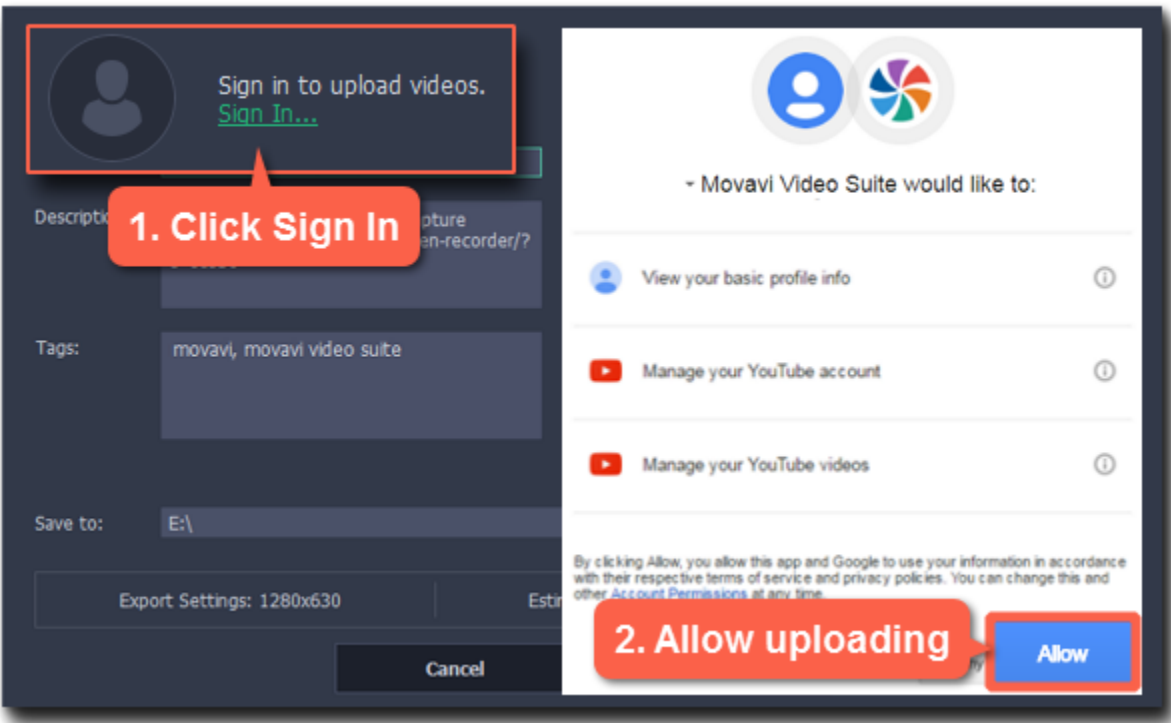 Sign in to upload videos.
Sign In...
1. Click Sign In
pture
en-recorder/?
Tags:
movavi, movavi video suite
Save to:
E:\
Export Settings: 1280x630
Cancel
Movavi Video Suite would like to:
View your basic profile info
Manage your YouTube account
Manage your YouTube videos
By clicking Allow, you allow this app and Google to use your information in accordance
with their respective terms of service and privacy policies. You can change this and
other Account Permissions at any time.
2. Allow uploading
Allow